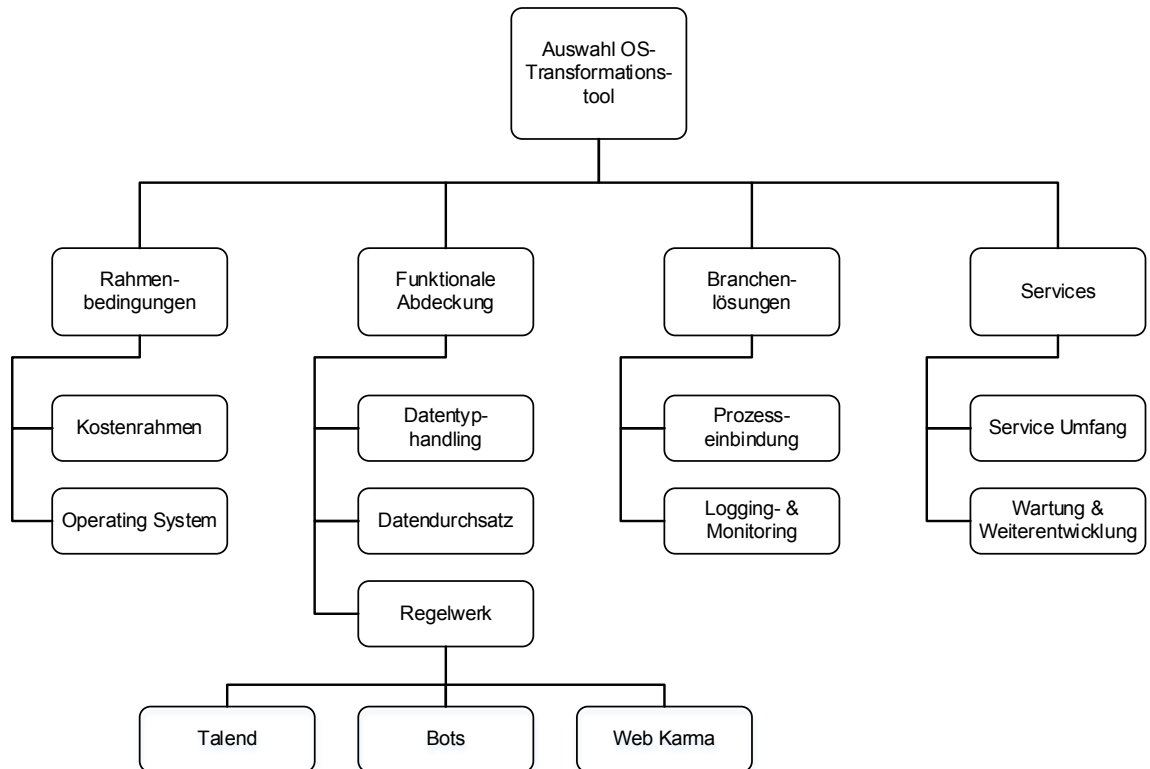 Auswahl OS-
Transformations-
tool
Rahmen-
bedingungen
Funktionale
Abdeckung
Branchen-
lösungen
Services
Kostenrahmen
Datentyp-
handling
Prozess-
einbindung
Service Umfang
Operating System
Datendurchsatz
Logging- &
Monitoring
Wartung &
Weiterentwicklung
Regelwerk
Talend
Bots
Web Karma